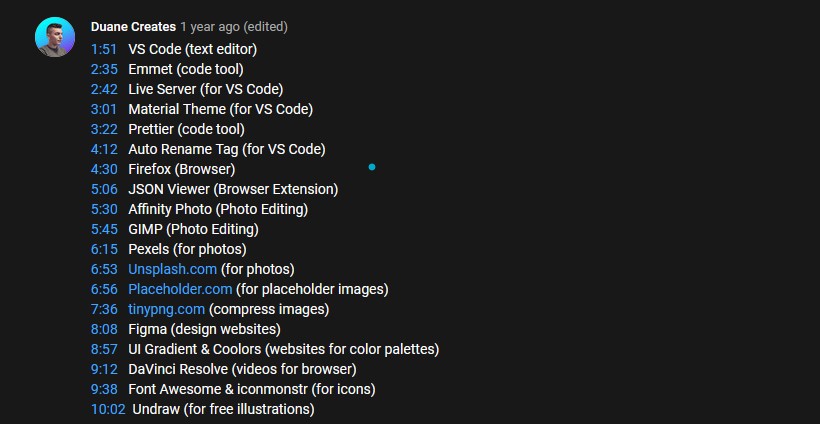 Duane Creates 1 year ago (edited)
1:51 VS Code (text editor)
2:35 Emmet (code tool)
2:42 Live Server (for VS Code)
3:01 Material Theme (for VS Code)
3:22 Prettier (code tool)
4:12 Auto Rename Tag (for VS Code)
4:30 Firefox (Browser)
5:06 JSON Viewer (Browser Extension)
5:30 Affinity Photo (Photo Editing)
5:45 GIMP (Photo Editing)
6:15 Pexels (for photos)
6:53 Unsplash.com (for photos)
6:56 Placeholder.com (for placeholder images)
7:36 tinypng.com (compress images)
8:08 Figma (design websites)
8:57 UI Gradient & Coolors (websites for color palettes)
9:12 DaVinci Resolve (videos for browser)
9:38 Font Awesome & iconmonstr (for icons)
10:02 Undraw (for free illustrations)